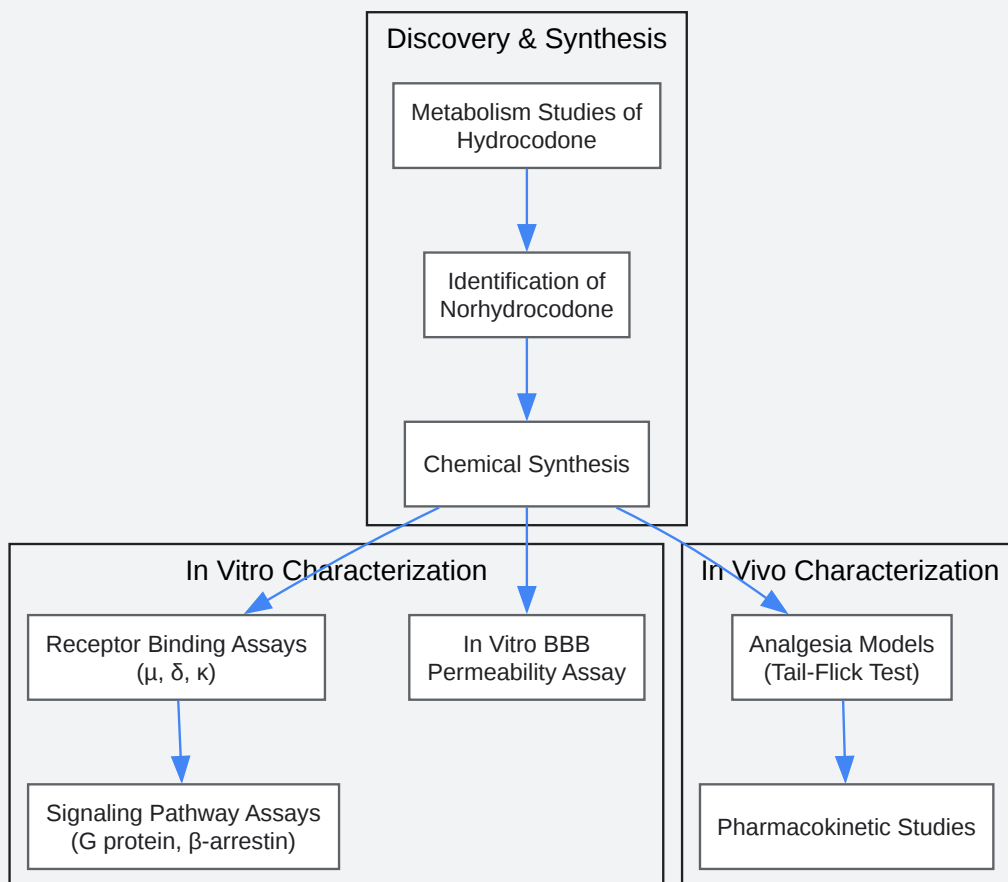 Discovery & Synthesis
Metabolism Studies of
Hydrocodone
Identification of
Norhydrocodone
Chemical Synthesis
In Vitro Characterization
Receptor Binding Assays
(μ, δ, κ)
In Vitro BBB
Permeability Assay
Signaling Pathway Assays
(G protein, β-arrestin)
In Vivo Characterization
Analgesia Models
(Tail-Flick Test)
Pharmacokinetic Studies